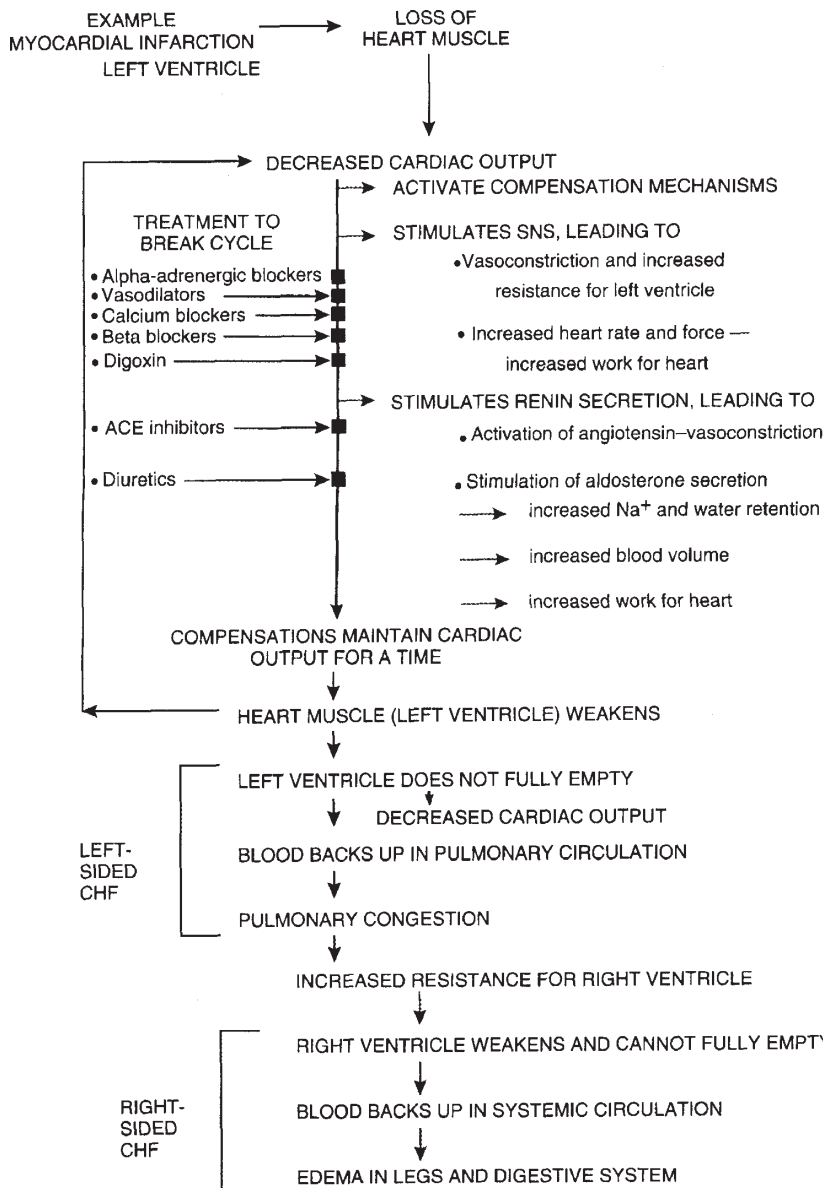 EXAMPLE
MYOCARDIAL INFARCTION
LEFT VENTRICLE
LOSS OF
HEART MUSCLE
DECREASED CARDIAC OUTPUT
ACTIVATE COMPENSATION MECHANISMS
TREATMENT TO
BREAK CYCLE
• Alpha-adrenergic blockers
• Vasodilators
• Calcium blockers
• Beta blockers
• Digoxin
• ACE inhibitors
• Diuretics
STIMULATES SNS, LEADING TO
•Vasoconstriction and increased
resistance for left ventricle
• Increased heart rate and force —
increased work for heart
STIMULATES RENIN SECRETION, LEADING TO
• Activation of angiotensin–vasoconstriction
• Stimulation of aldosterone secretion
increased Na⁺ and water retention
increased blood volume
increased work for heart
COMPENSATIONS MAINTAIN CARDIAC
OUTPUT FOR A TIME
HEART MUSCLE (LEFT VENTRICLE) WEAKENS
LEFT-
SIDED
CHF
LEFT VENTRICLE DOES NOT FULLY EMPTY
DECREASED CARDIAC OUTPUT
BLOOD BACKS UP IN PULMONARY CIRCULATION
PULMONARY CONGESTION
INCREASED RESISTANCE FOR RIGHT VENTRICLE
RIGHT-
SIDED
CHF
RIGHT VENTRICLE WEAKENS AND CANNOT FULLY EMPTY
BLOOD BACKS UP IN SYSTEMIC CIRCULATION
EDEMA IN LEGS AND DIGESTIVE SYSTEM